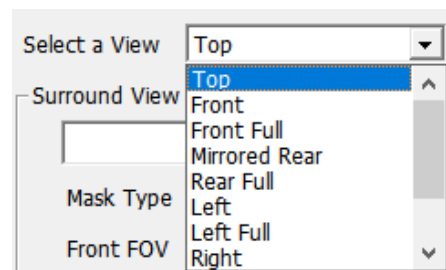 Select a View Top
Top
Surround View
Front
Front Full
Mirrored Rear
Rear Full
Mask Type
Left
Left Full
Front FOV
Right